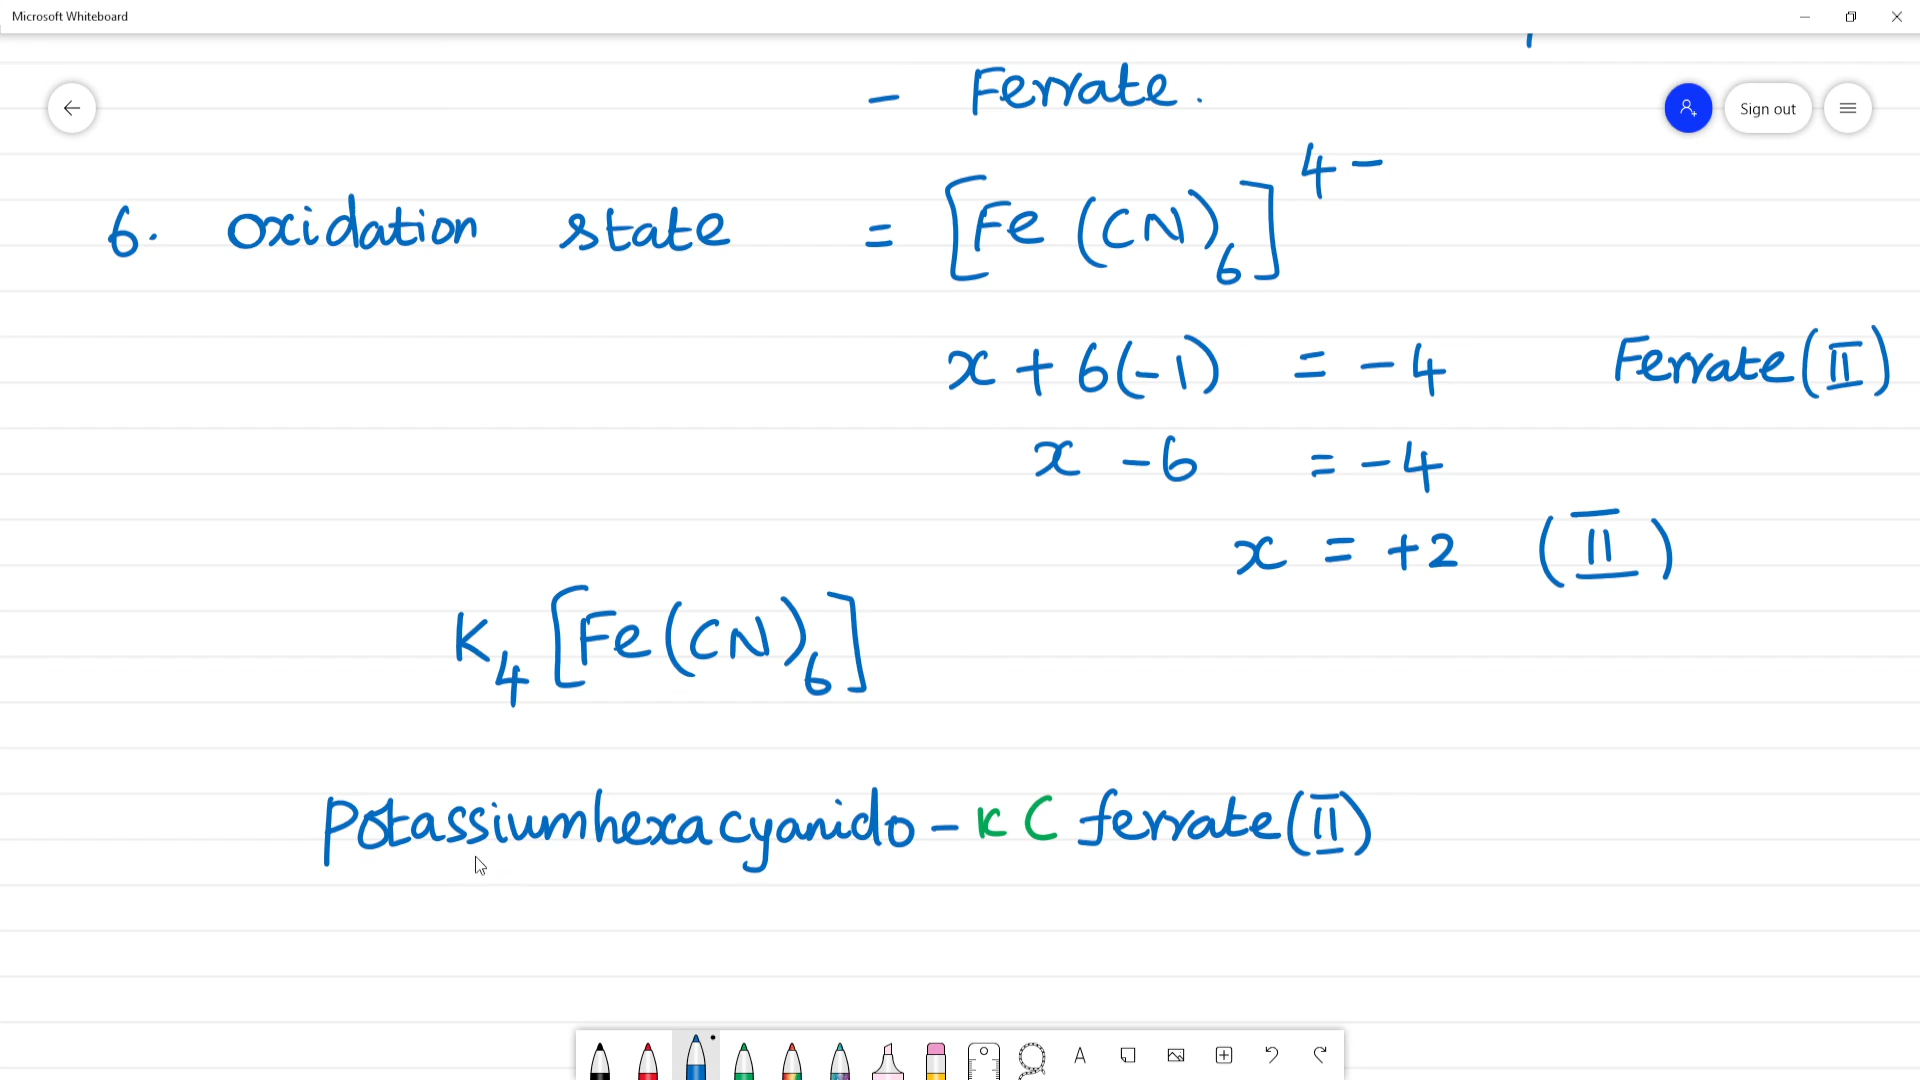 Microsoft Whiteboard
- Ferrate.
Sign out
6. oxidation state = [Fe(CN)₆]⁴⁻
x + 6(-1) = -4 Ferrate(II)
x - 6 = -4
x = +2 (II)
K₄[Fe(CN)₆]
potassiumhexacyanido - κC ferrate(II)